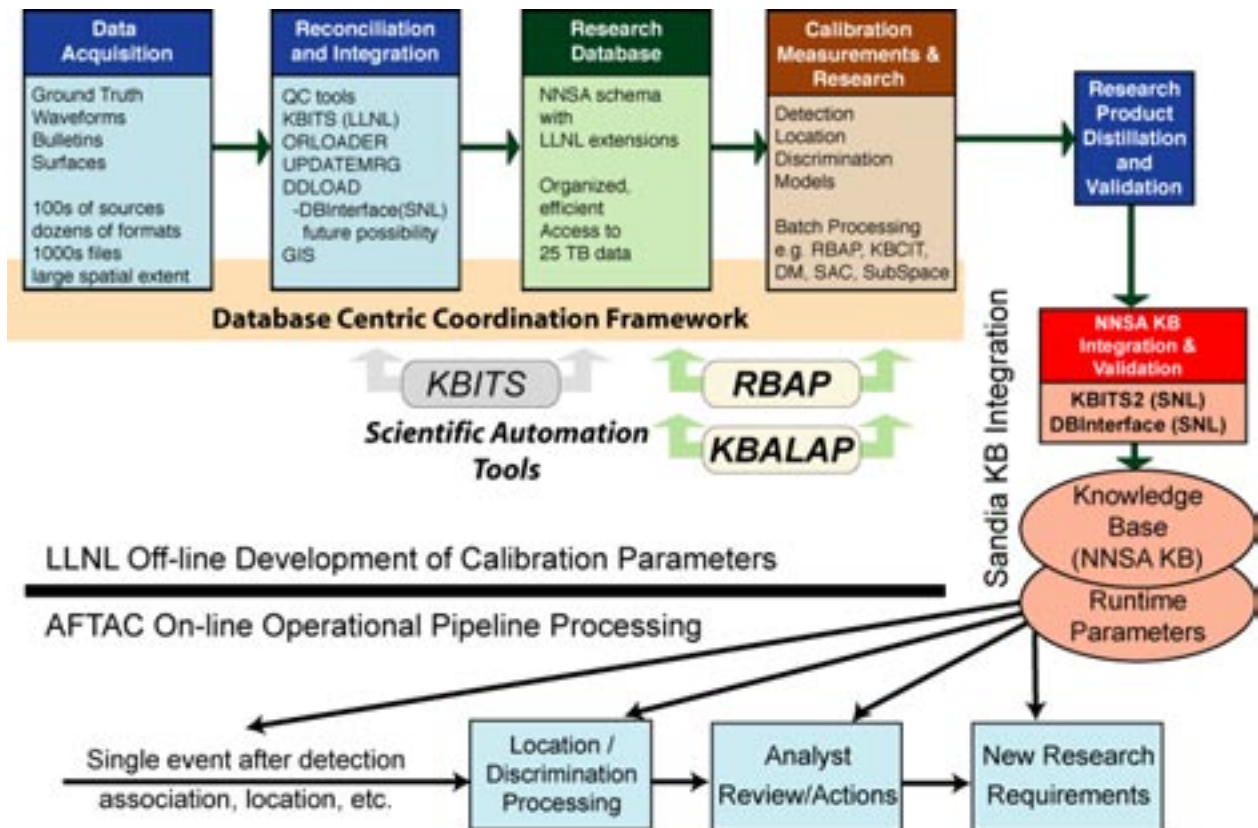 Data
Acquisition
Ground Truth
Waveforms
Bulletins
Surfaces
100s of sources
dozens of formats
1000s files
large spatial extent
Reconciliation
and Integration
QC tools
KBITS (LLNL)
ORLOADER
UPDATEMRG
DDLOAD
-DBInterface(SNL)
future possibility
GIS
Research
Database
NNSA schema
with
LLNL extensions
Organized,
efficient
Access to
25 TB data
Calibration
Measurements &
Research
Detection
Location
Discrimination
Models
Batch Processing
e.g. RBAP, KBCIT,
DM, SAC, SubSpace
Research
Product
Distillation
and
Validation
Database Centric Coordination Framework
KBITS
RBAP
Scientific Automation
Tools
KBALAP
Sandia KB Integration
NNSA KB
Integration &
Validation
KBITS2 (SNL)
DBInterface (SNL)
Knowledge
Base
(NNSA KB)
Runtime
Parameters
LLNL Off-line Development of Calibration Parameters
AFTAC On-line Operational Pipeline Processing
Single event after detection
association, location, etc.
Location /
Discrimination
Processing
Analyst
Review/Actions
New Research
Requirements